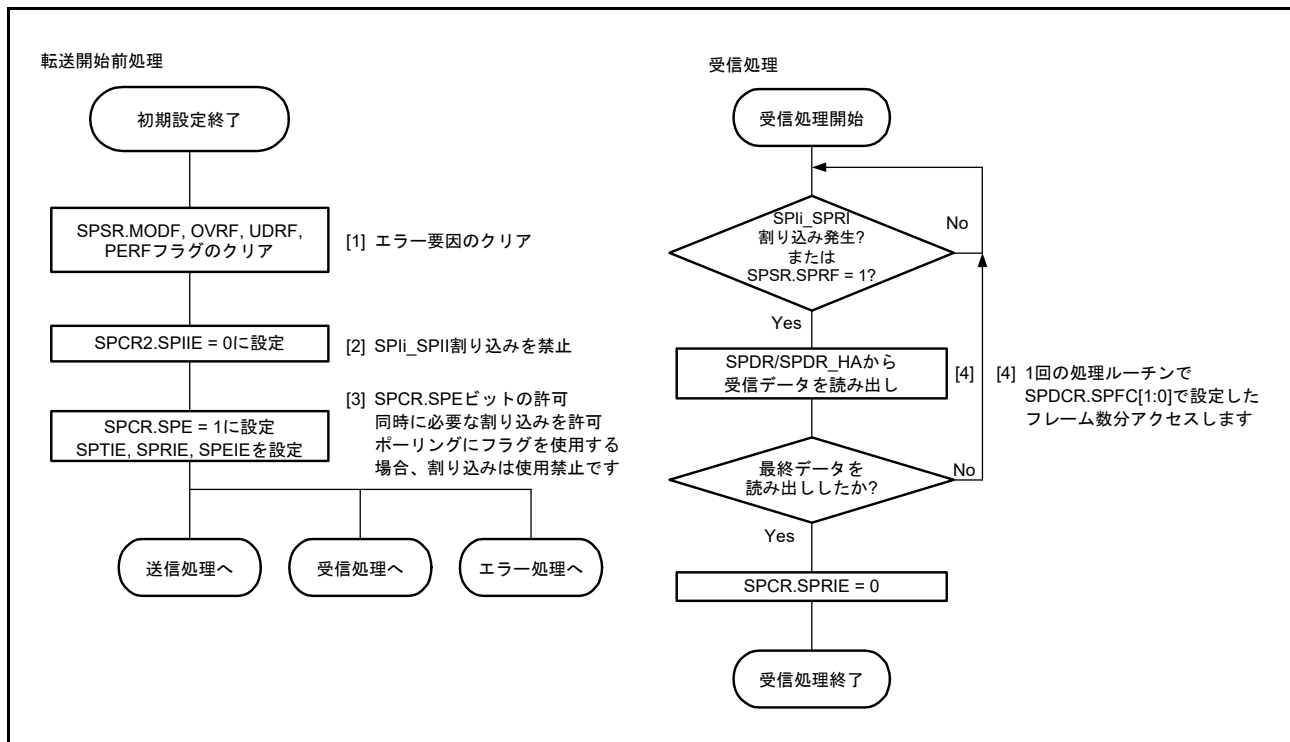 転送開始前処理
初期設定終了
SPSR.MODF, OVRF, UDRF,
PERFフラグのクリア
[1] エラー要因のクリア
SPCR2.SPIIE = 0に設定
[2] SPIi_SPII割り込みを禁止
SPCR.SPE = 1に設定
SPTIE, SPRIE, SPEIEを設定
[3] SPCR.SPEビットの許可
同時に必要な割り込みを許可
ポーリングにフラグを使用する
場合、割り込みは使用禁止です
送信処理へ
受信処理へ
エラー処理へ
受信処理
受信処理開始
SPIi_SPRI
割り込み発生?
または
SPSR.SPRF = 1?
No
Yes
SPDR/SPDR_HAから
受信データを読み出し
[4]
[4] 1回の処理ルーチンで
SPDCR.SPFC[1:0]で設定した
フレーム数分アクセスします
最終データを
読み出ししたか?
No
Yes
SPCR.SPRIE = 0
受信処理終了